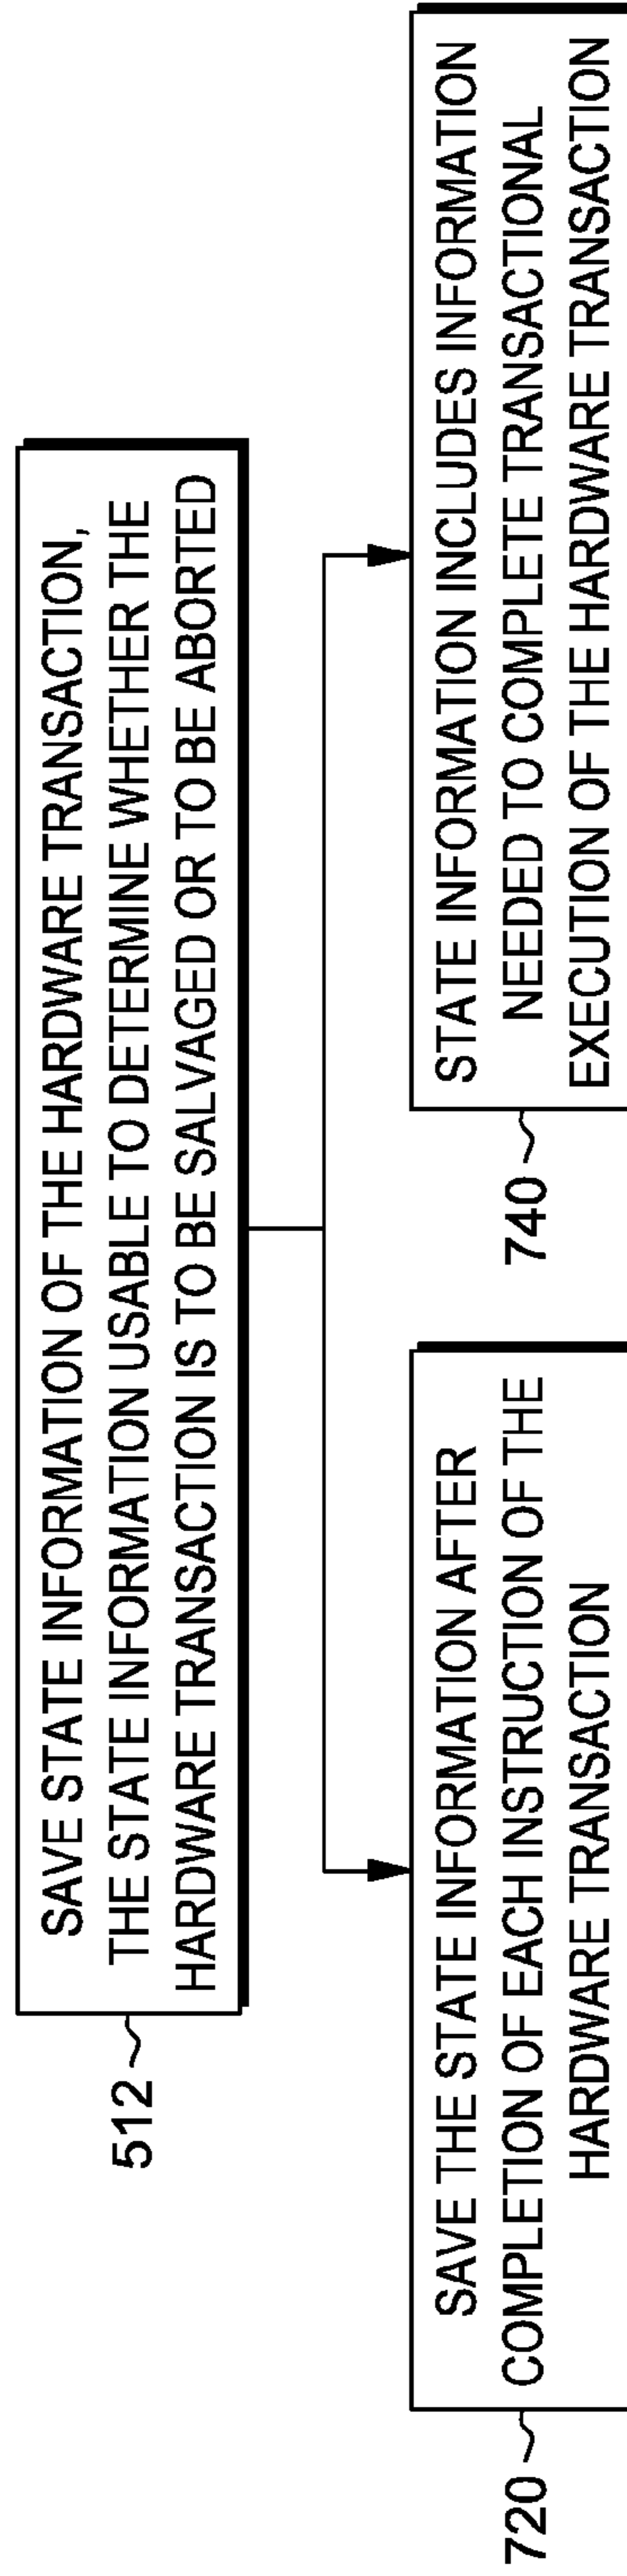 SAVE STATE INFORMATION OF THE HARDWARE TRANSACTION,
THE STATE INFORMATION USABLE TO DETERMINE WHETHER THE
HARDWARE TRANSACTION IS TO BE SALVAGED OR TO BE ABORTED
512
SAVE THE STATE INFORMATION AFTER
COMPLETION OF EACH INSTRUCTION OF THE
HARDWARE TRANSACTION
720
STATE INFORMATION INCLUDES INFORMATION
NEEDED TO COMPLETE TRANSACTIONAL
EXECUTION OF THE HARDWARE TRANSACTION
740